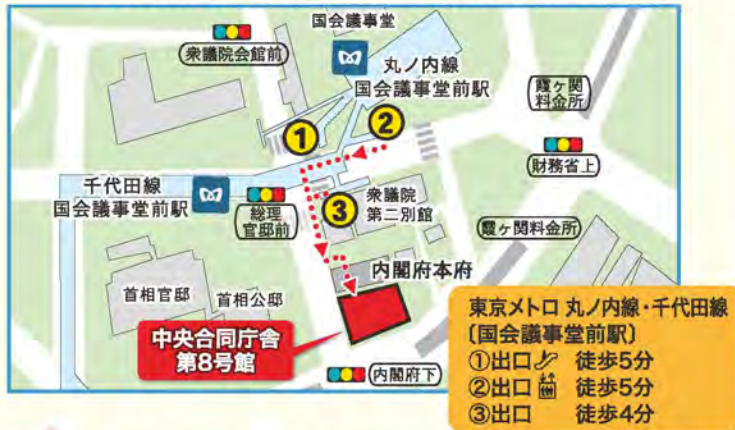 国会議事堂
衆議院会館前
丸ノ内線
国会議事堂前駅
霞ヶ関
料金所
①
②
財務省上
千代田線
国会議事堂前駅
総理
官邸前
③
衆議院
第二別館
霞ヶ関料金所
内閣府本府
首相官邸
首相公邸
中央合同庁舎
第8号館
内閣府下
東京メトロ 丸ノ内線・千代田線
〔国会議事堂前駅〕
①出口 徒歩5分
②出口 徒歩5分
③出口 徒歩4分